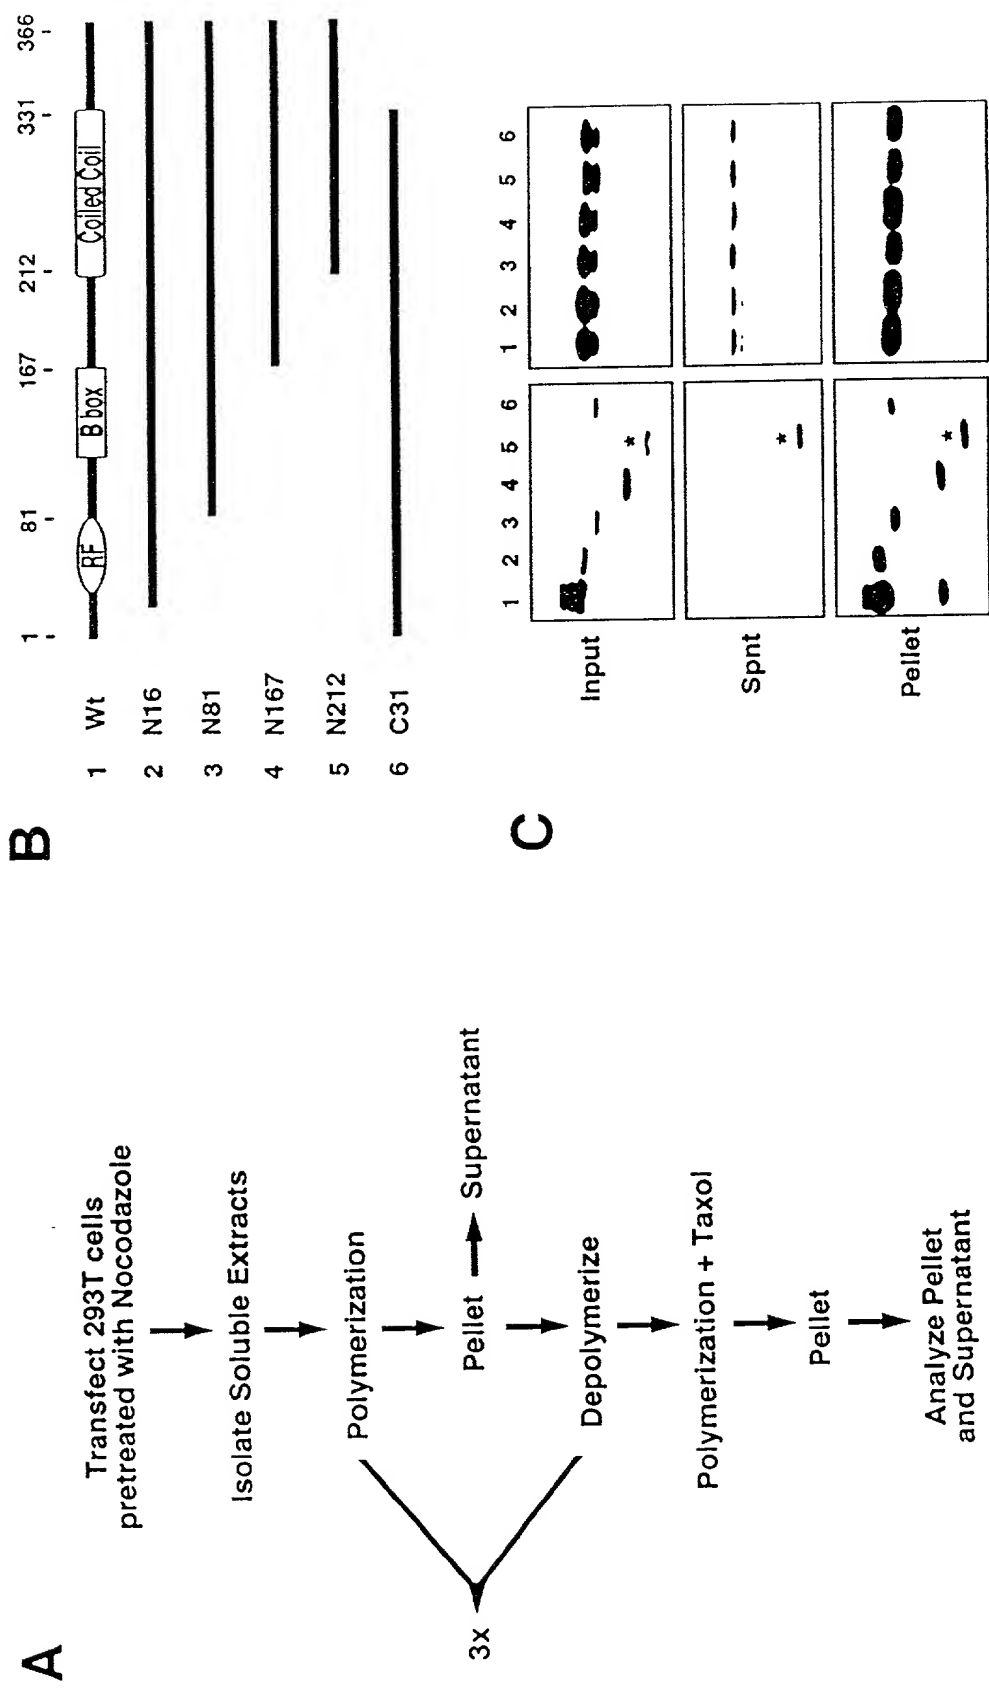 A
Transfect 293T cells
pretreated with Nocodazole
Isolate Soluble Extracts
Polymerization
Pellet
Supernatant
Depolymerize
3x
Polymerization + Taxol
Pellet
Analyze Pellet
and Supernatant
B
1 81 167 212 331 366
1 Wt RF B box Coiled Coil
2 N16
3 N81
4 N167
5 N212
6 C31
C
1 2 3 4 5 6 1 2 3 4 5 6
Input *
Spnt *
Pellet *